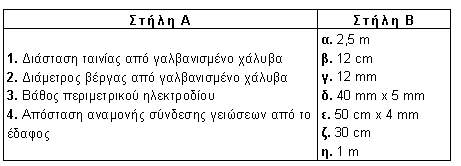 Στήλη Α
Στήλη Β
1. Διάσταση ταινίας από γαλβανισμένο χάλυβα
2. Διάμετρος βέργας από γαλβανισμένο χάλυβα
3. Βάθος περιμετρικού ηλεκτροδίου
4. Απόσταση αναμονής σύνδεσης γειώσεων από το
έδαφος
α. 2,5 m
β. 12 cm
γ. 12 mm
δ. 40 mm x 5 mm
ε. 50 cm x 4 mm
ζ. 30 cm
η. 1 m